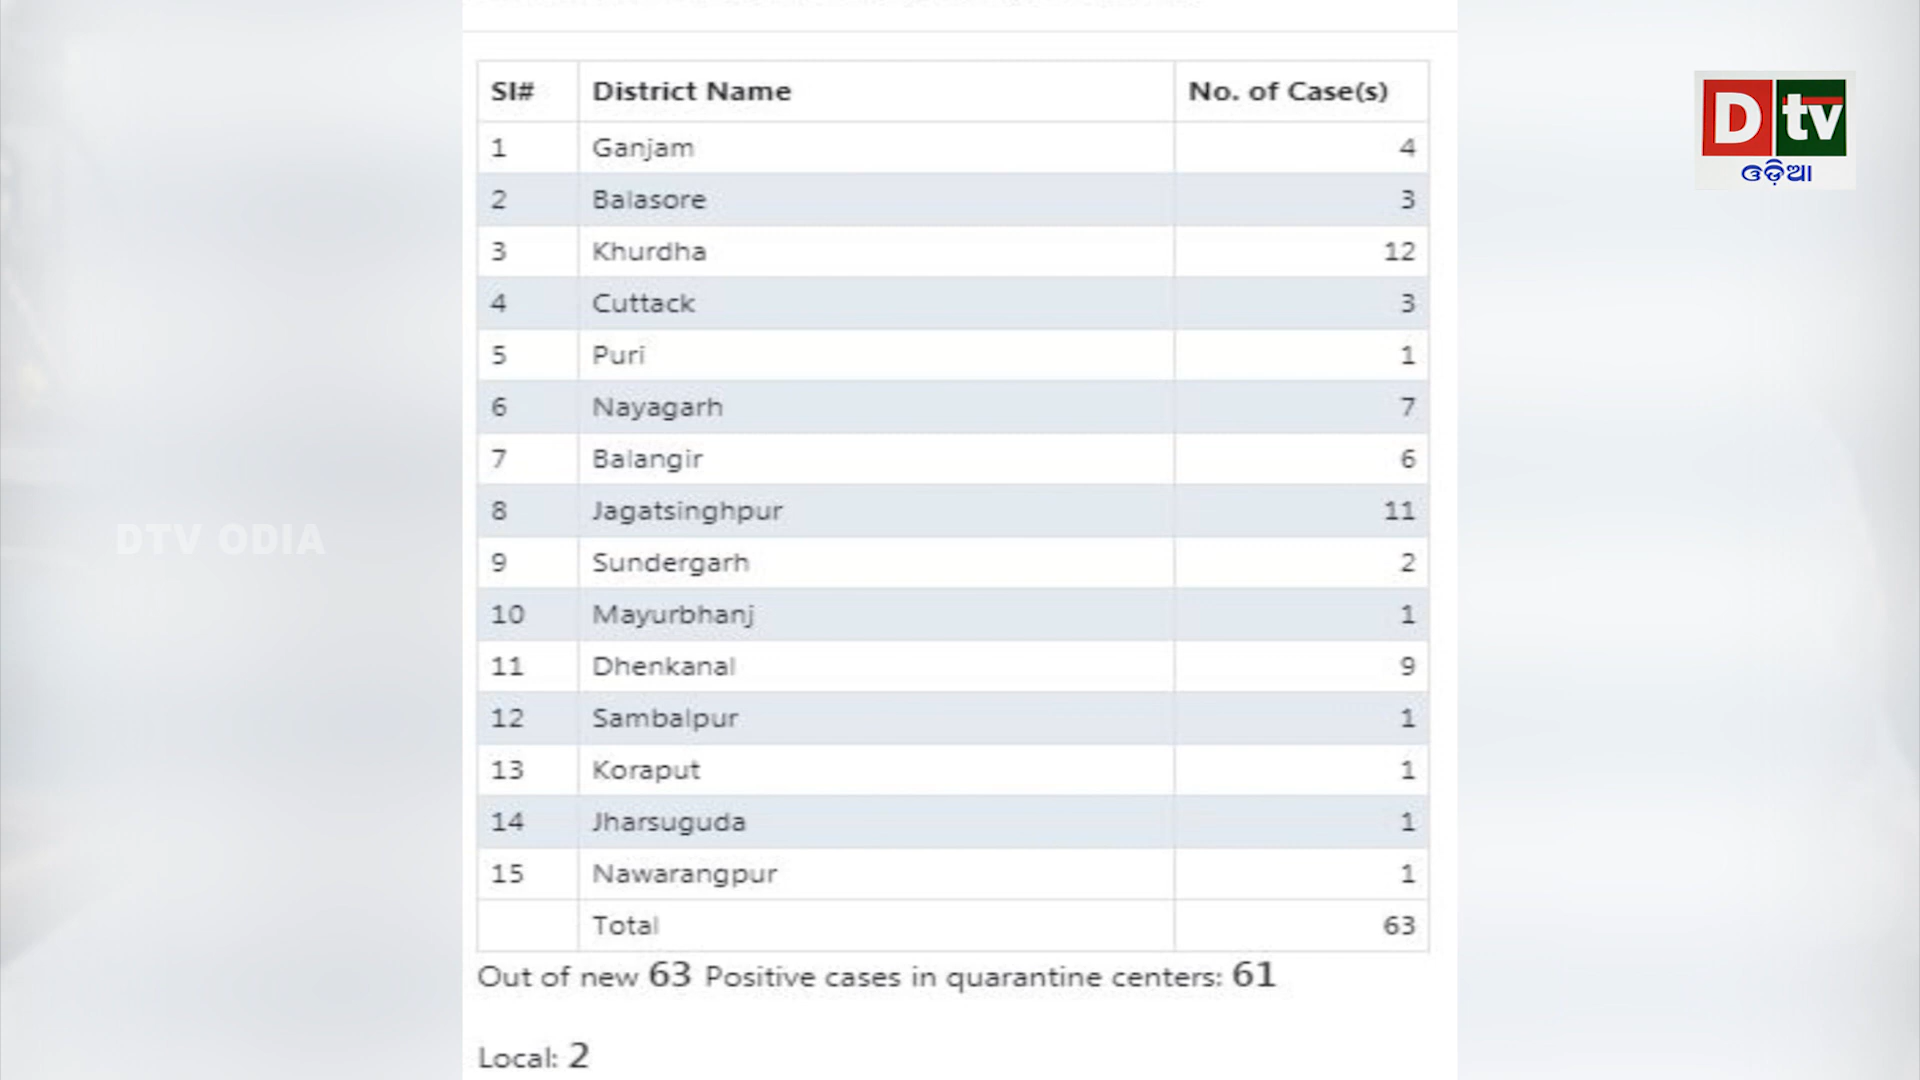 Sl# District Name No. of Case(s)
1 Ganjam 4
2 Balasore 3
3 Khurdha 12
4 Cuttack 3
5 Puri 1
6 Nayagarh 7
7 Balangir 6
8 Jagatsinghpur 11
9 Sundergarh 2
10 Mayurbhanj 1
11 Dhenkanal 9
12 Sambalpur 1
13 Koraput 1
14 Jharsuguda 1
15 Nawarangpur 1
Total 63
Out of new 63 Positive cases in quarantine centers: 61
Local: 2
D tv
ଓଡ଼ିଆ
DTV ODIA